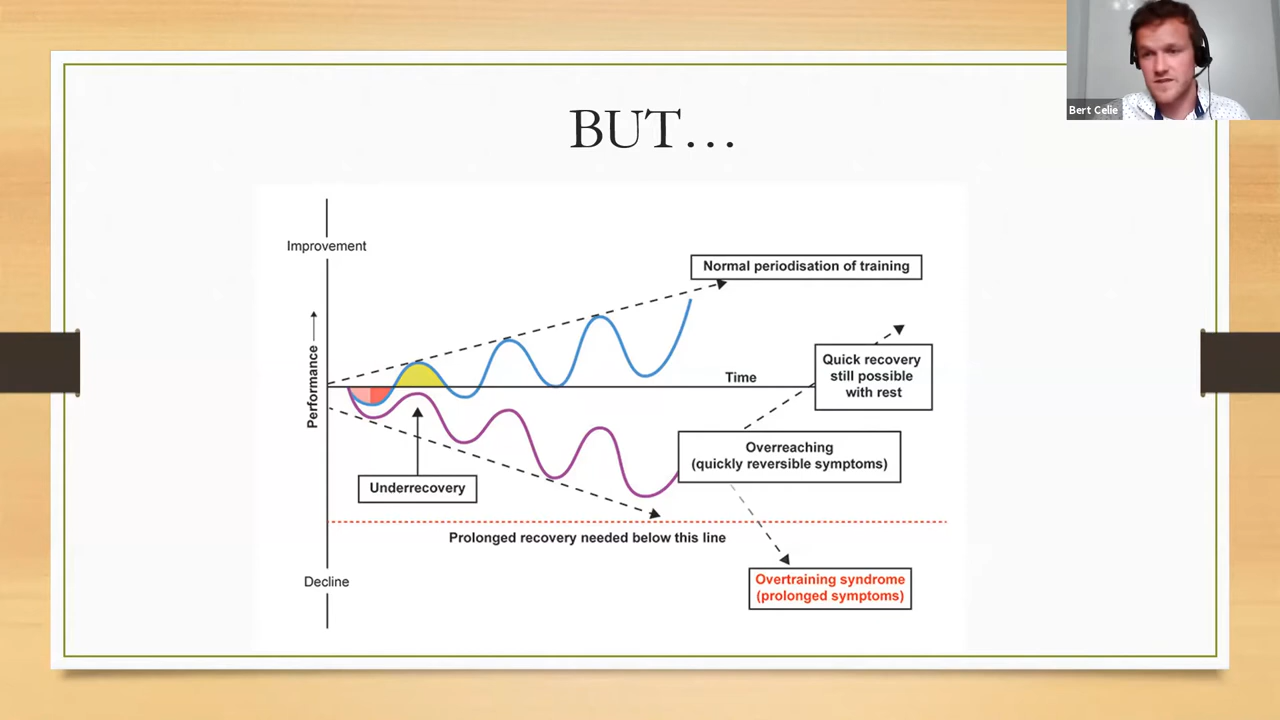 Bert Celie
BUT…
Improvement
Normal periodisation of training
Performance
Time
Quick recovery
still possible
with rest
Overreaching
(quickly reversible symptoms)
Underrecovery
Prolonged recovery needed below this line
Decline
Overtraining syndrome
(prolonged symptoms)